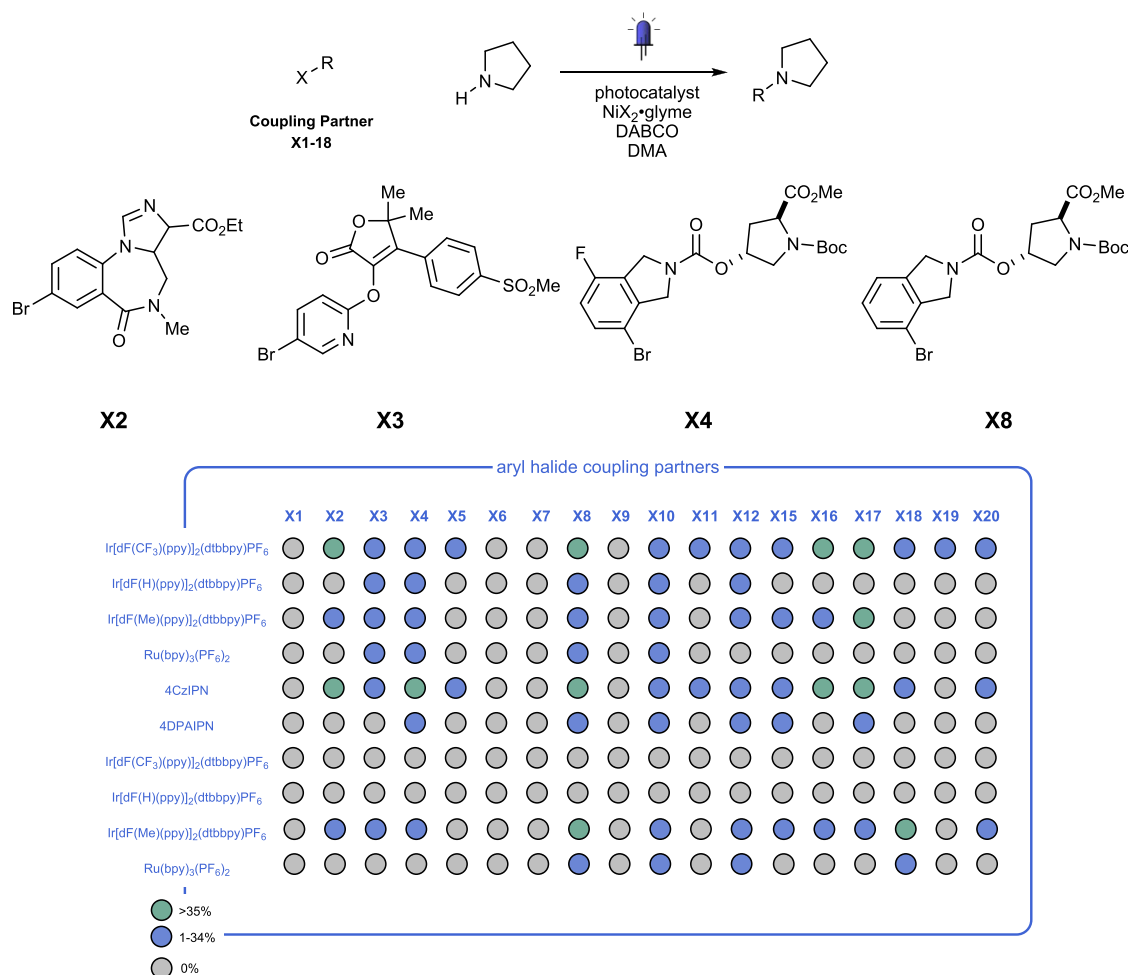 X
R
N
H
N
R
Coupling Partner
X1-18
photocatalyst
NiX₂•glyme
DABCO
DMA
N
N
CO₂Et
Br
O
N
Me
O
O
Me
Me
O
N
Br
SO₂Me
F
Br
N
O
O
CO₂Me
N
Boc
Br
N
O
O
CO₂Me
N
Boc
X2 X3 X4 X8
aryl halide coupling partners
X1 X2 X3 X4 X5 X6 X7 X8 X9 X10 X11 X12 X15 X16 X17 X18 X19 X20
Ir[dF(CF₃)(ppy)]₂(dtbbpy)PF₆
Ir[dF(H)(ppy)]₂(dtbbpy)PF₆
Ir[dF(Me)(ppy)]₂(dtbbpy)PF₆
Ru(bpy)₃(PF₆)₂
4CzIPN
4DPAIPN
Ir[dF(CF₃)(ppy)]₂(dtbbpy)PF₆
Ir[dF(H)(ppy)]₂(dtbbpy)PF₆
Ir[dF(Me)(ppy)]₂(dtbbpy)PF₆
Ru(bpy)₃(PF₆)₂
>35%
1-34%
0%